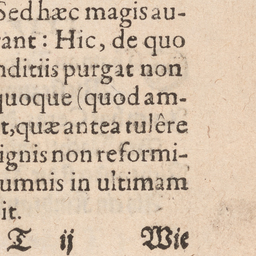 Sed hæc magis au-
rant: Hic, de quo
nditiis purgat non
quoque (quod am-
t, quæ antea tulêre
ignis non reformi-
umnis in ultimam
it.
T ij Wie